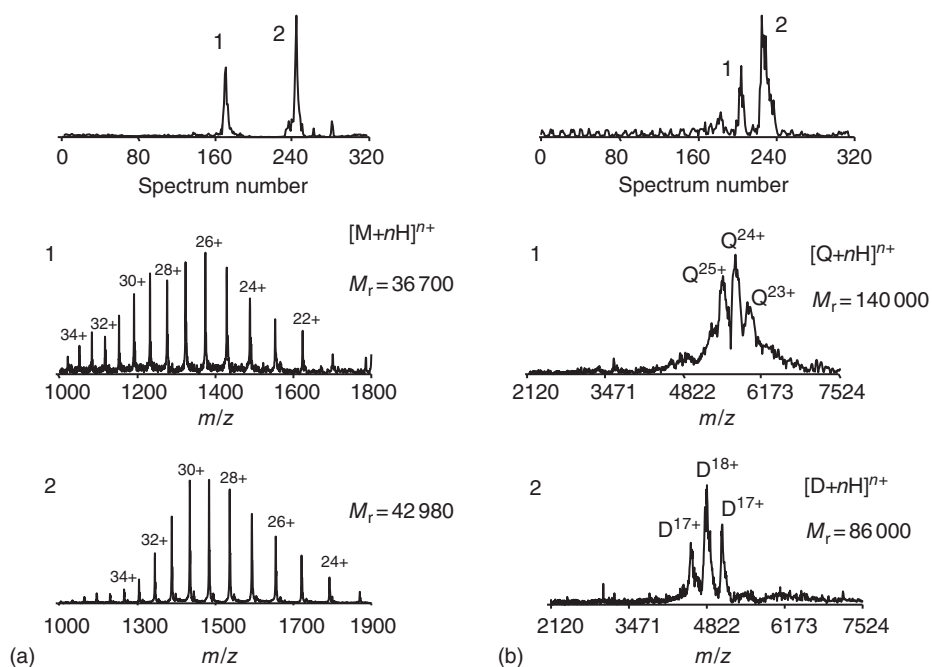 1
2
0 80 160 240 320
Spectrum number
1
[M+nH]ⁿ⁺
Mᵣ = 36 700
34+ 32+ 30+ 28+ 26+ 24+ 22+
1000 1200 1400 1600 1800
m/z
2
Mᵣ = 42 980
34+ 32+ 30+ 28+ 26+ 24+
1000 1300 1500 1700 1900
m/z
(a)
1
2
0 80 160 240 320
Spectrum number
1
[Q+nH]ⁿ⁺
Mᵣ = 140 000
Q²⁵⁺ Q²⁴⁺ Q²³⁺
2120 3471 4822 6173 7524
m/z
2
[D+nH]ⁿ⁺
Mᵣ = 86 000
D¹⁷⁺ D¹⁸⁺ D¹⁷⁺
2120 3471 4822 6173 7524
m/z
(b)